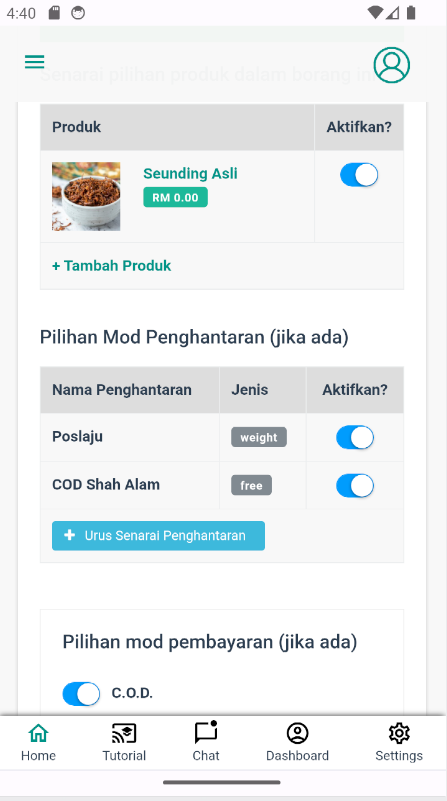 4:40
Senarai pilihan produk dalam borang ini
Produk Aktifkan?
Seunding Asli
RM 0.00
+ Tambah Produk
Pilihan Mod Penghantaran (jika ada)
Nama Penghantaran Jenis Aktifkan?
Poslaju weight
COD Shah Alam free
+ Urus Senarai Penghantaran
Pilihan mod pembayaran (jika ada)
C.O.D.
Home Tutorial Chat Dashboard Settings